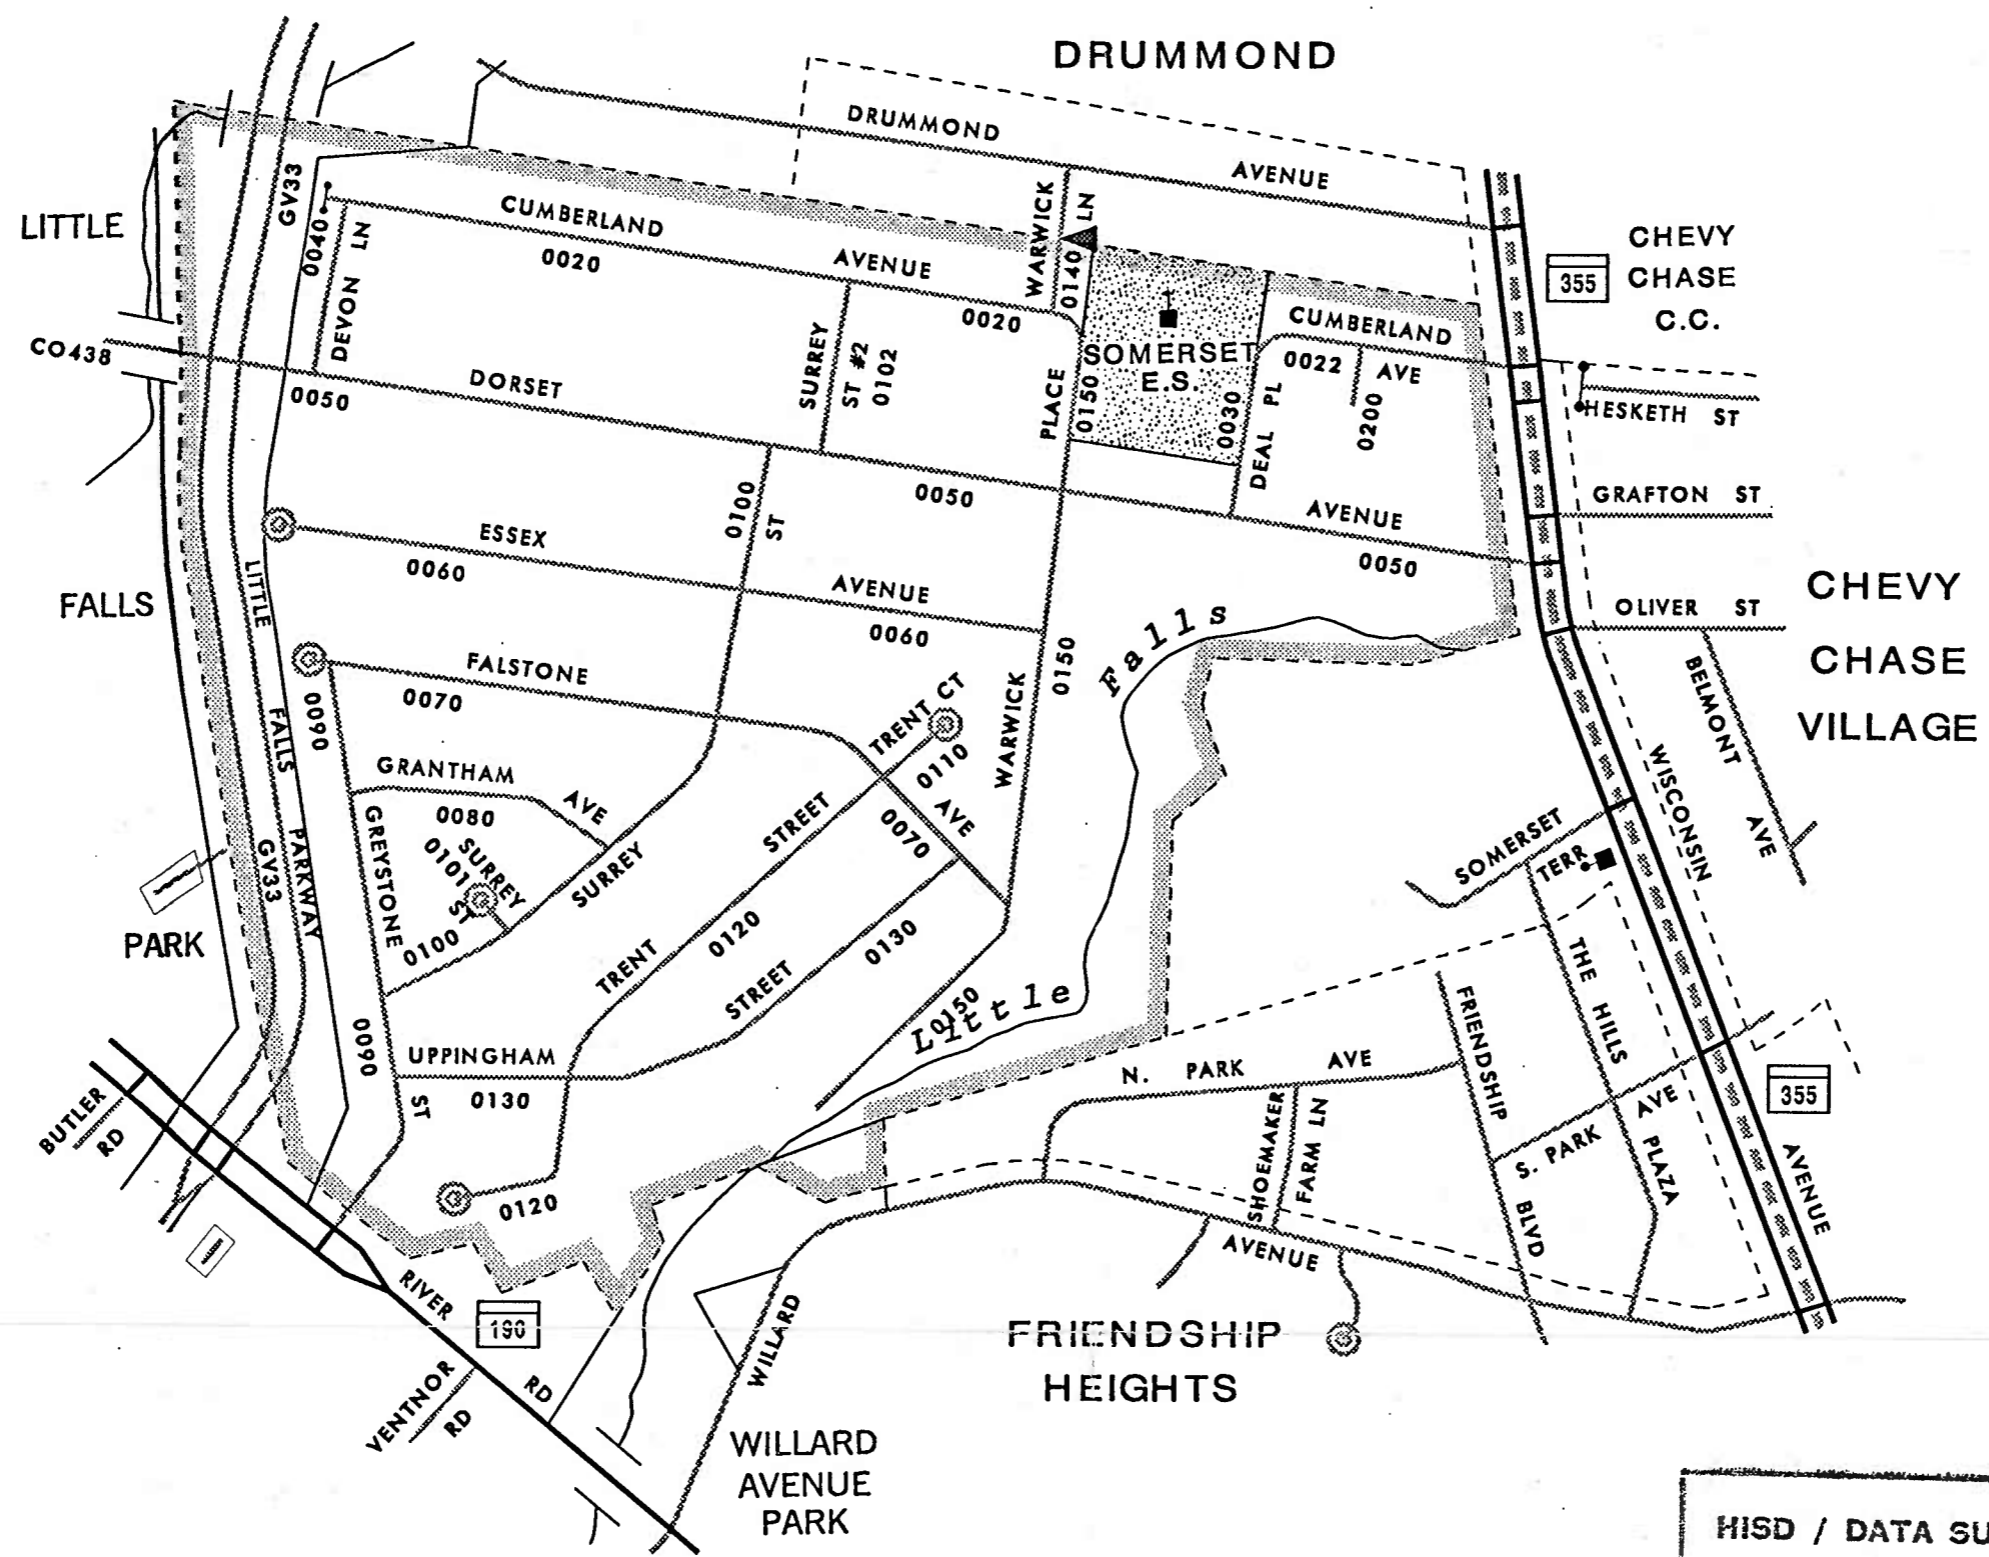 DRUMMOND
DRUMMOND AVENUE
LITTLE
FALLS
PARK
GV33
CO438
0040
DEVON LN
CUMBERLAND AVENUE
0020
0020
WARWICK LN
0140
CHEVY
CHASE
C.C.
355
SOMERSET
E.S.
CUMBERLAND AVE
0022
0200
0030
DEAL PL
HESKETH ST
GRAFTON ST
OLIVER ST
SURREY
ST #2
0102
WARWICK PLACE
0150
0150
DORSET AVENUE
0050
0050
0050
0100
ST
ESSEX AVENUE
0060
0060
CHEVY
CHASE
VILLAGE
BELMONT AVE
WISCONSIN AVENUE
LITTLE FALLS PARKWAY
GV33
FALSTONE AVE
0070
0070
0090
TRENT CT
0110
Little Falls
GRANTHAM AVE
0080
SURREY
ST
0101
SURREY
0100
GREYSTONE ST
0090
TRENT STREET
0120
0120
UPPINGHAM STREET
0130
0130
0150
SOMERSET TERR
THE HILLS PLAZA
FRIENDSHIP BLVD
N. PARK AVE
S. PARK AVE
SHOEMAKER
FARM LN
355
BUTLER
RD
RIVER RD
190
VENTNOR
RD
WILLARD AVENUE
FRIENDSHIP
HEIGHTS
WILLARD
AVENUE
PARK
HISD / DATA SU